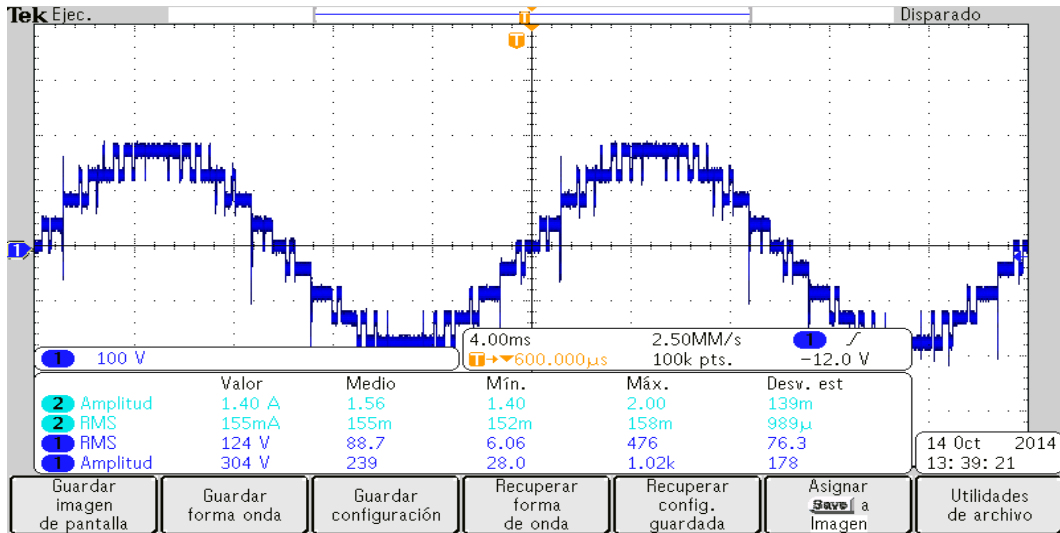 Tek Ejec. Disparado
T
T
T
1 100 V
4.00ms 2.50MM/s 1
T→▼600.000µs 100k pts. −12.0 V
Valor Medio Mín. Máx. Desv. est
2 Amplitud 1.40 A 1.56 1.40 2.00 139m
2 RMS 155mA 155m 152m 158m 989µ
1 RMS 124 V 88.7 6.06 476 76.3
1 Amplitud 304 V 239 28.0 1.02k 178
14 Oct 2014
13:39:21
Guardar
imagen
de pantalla
Guardar
forma onda
Guardar
configuración
Recuperar
forma
de onda
Recuperar
config.
guardada
Asignar
Save a
Imagen
Utilidades
de archivo